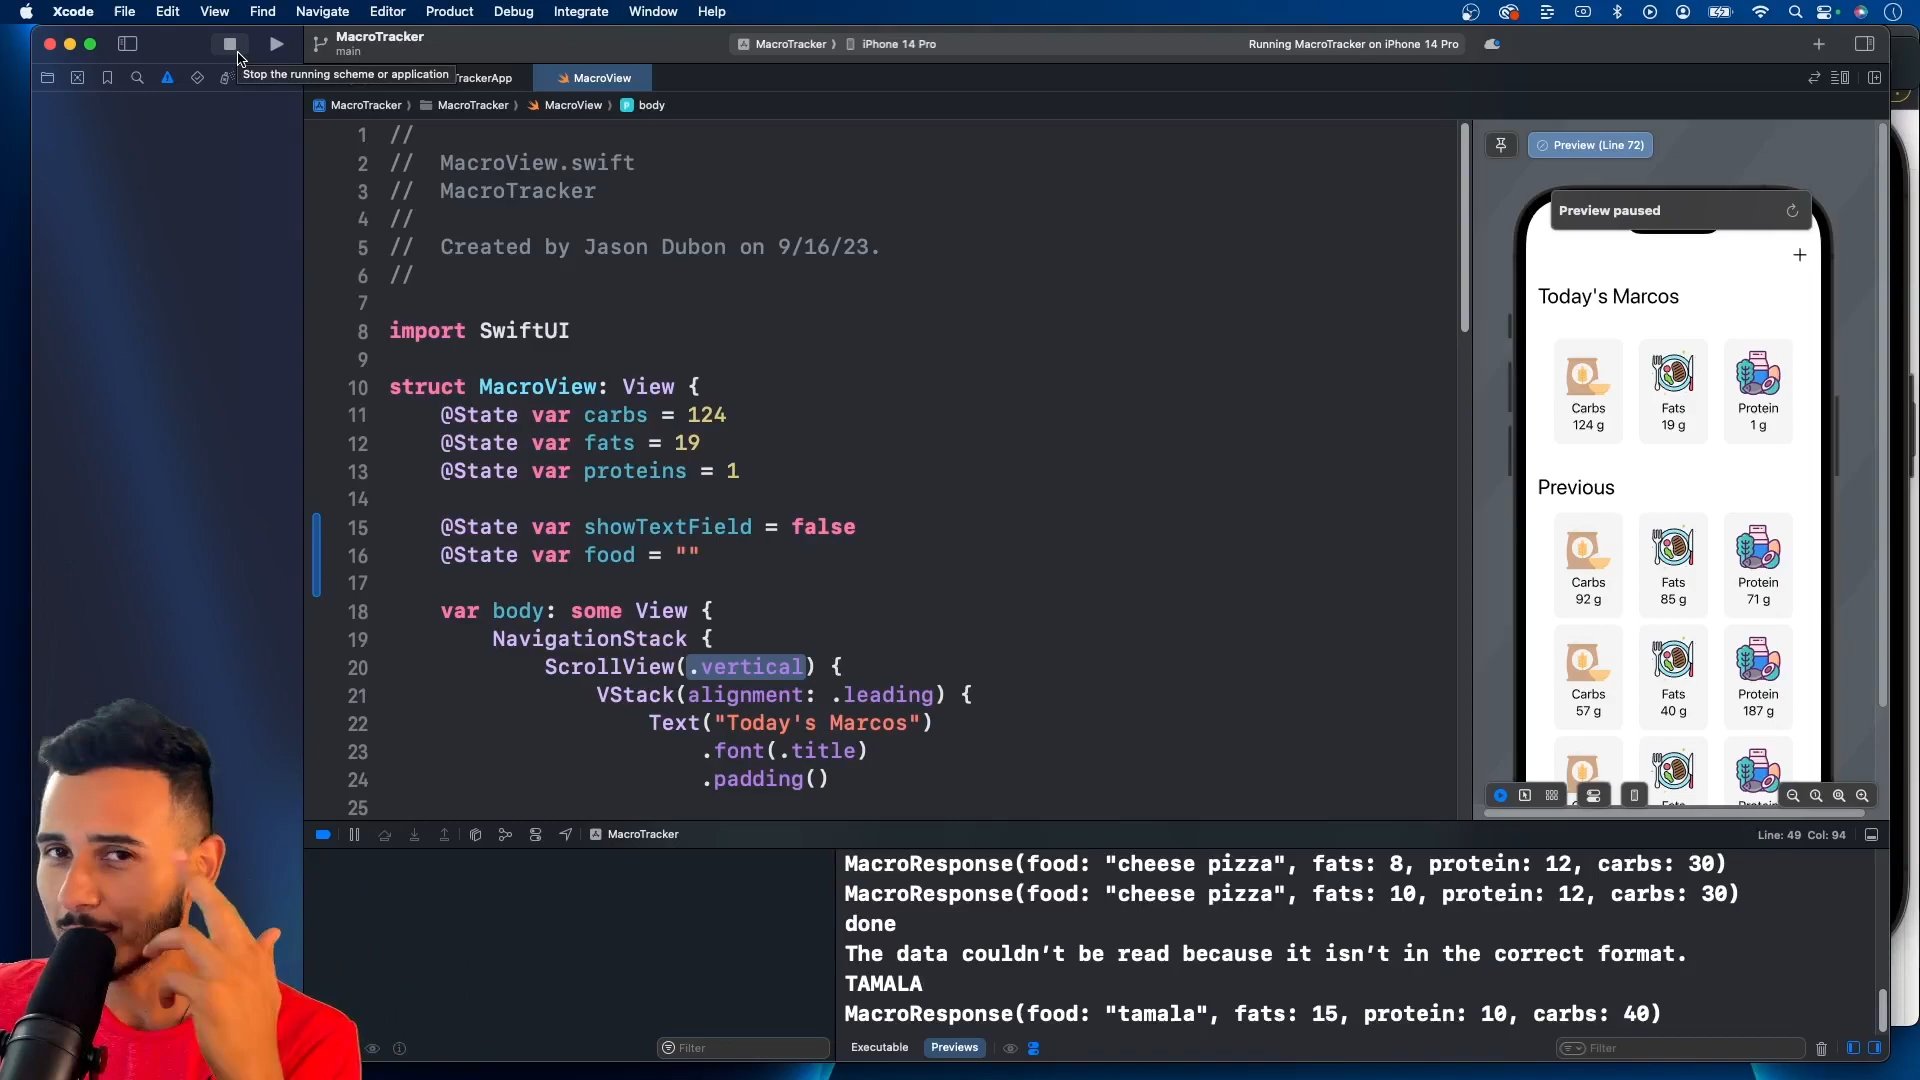 Xcode File Edit View Find Navigate Editor Product Debug Integrate Window Help
MacroTracker
main
MacroTracker iPhone 14 Pro
Running MacroTracker on iPhone 14 Pro
Stop the running scheme or application
TrackerApp
MacroView
MacroTracker MacroTracker MacroView body
1 //
2 // MacroView.swift
3 // MacroTracker
4 //
5 // Created by Jason Dubon on 9/16/23.
6 //
7
8 import SwiftUI
9
10 struct MacroView: View {
11 @State var carbs = 124
12 @State var fats = 19
13 @State var proteins = 1
14
15 @State var showTextField = false
16 @State var food = ""
17
18 var body: some View {
19 NavigationStack {
20 ScrollView(.vertical) {
21 VStack(alignment: .leading) {
22 Text("Today's Marcos")
23 .font(.title)
24 .padding()
25
Preview (Line 72)
Preview paused
+
Today's Marcos
Carbs Fats Protein
124 g 19 g 1 g
Previous
Carbs Fats Protein
92 g 85 g 71 g
Carbs Fats Protein
57 g 40 g 187 g
MacroTracker
Line: 49 Col: 94
MacroResponse(food: "cheese pizza", fats: 8, protein: 12, carbs: 30)
MacroResponse(food: "cheese pizza", fats: 10, protein: 12, carbs: 30)
done
The data couldn’t be read because it isn’t in the correct format.
TAMALA
MacroResponse(food: "tamala", fats: 15, protein: 10, carbs: 40)
Filter
Executable Previews
Filter